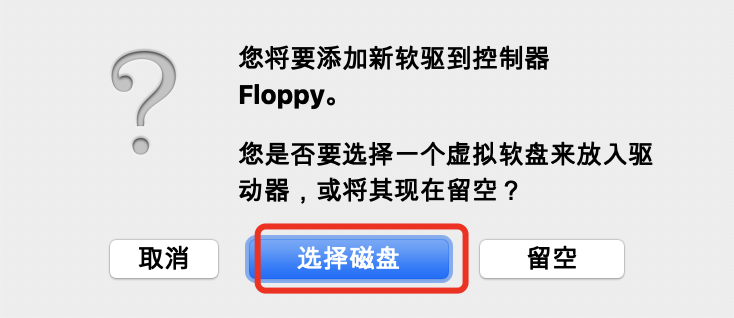 您将要添加新软驱到控制器
Floppy。
您是否要选择一个虚拟软盘来放入驱
动器，或将其现在留空？
取消 选择磁盘 留空